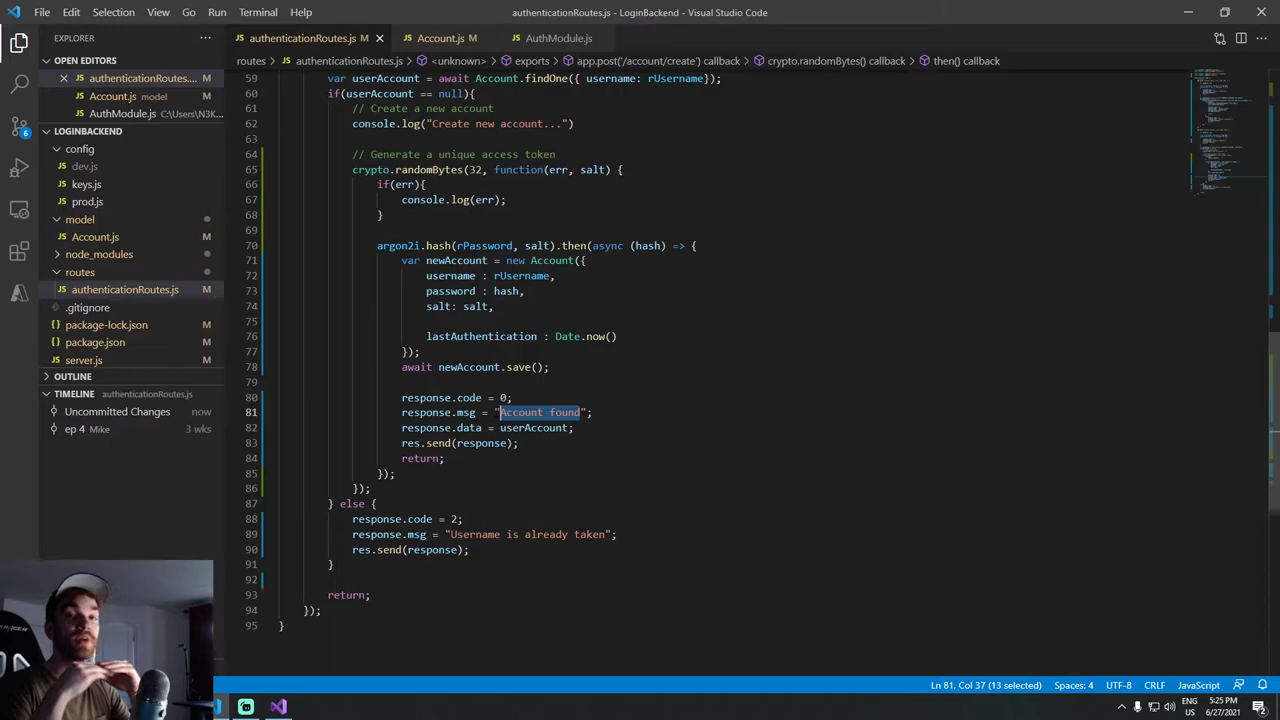 File Edit Selection View Go Run Terminal Help
authenticationRoutes.js - LoginBackend - Visual Studio Code
EXPLORER
OPEN EDITORS
authenticationRoutes.... M
Account.js model M
AuthModule.js C:\Users\N3K...
LOGINBACKEND
config
dev.js
keys.js M
prod.js M
model
Account.js M
node_modules
routes
authenticationRoutes.js M
.gitignore
package-lock.json M
package.json M
server.js M
OUTLINE
TIMELINE authenticationRoutes.js
Uncommitted Changes now
ep 4 Mike 3 wks
6
authenticationRoutes.js M Account.js M AuthModule.js
routes > authenticationRoutes.js > <unknown> > exports > app.post('/account/create') callback > crypto.randomBytes() callback > then() callback
59 var userAccount = await Account.findOne({ username: rUsername});
60 if(userAccount == null){
61 // Create a new account
62 console.log("Create new account...")
63
64 // Generate a unique access token
65 crypto.randomBytes(32, function(err, salt) {
66 if(err){
67 console.log(err);
68 }
69
70 argon2i.hash(rPassword, salt).then(async (hash) => {
71 var newAccount = new Account({
72 username : rUsername,
73 password : hash,
74 salt: salt,
75
76 lastAuthentication : Date.now()
77 });
78 await newAccount.save();
79
80 response.code = 0;
81 response.msg = "Account found";
82 response.data = userAccount;
83 res.send(response);
84 return;
85 });
86 });
87 } else {
88 response.code = 2;
89 response.msg = "Username is already taken";
90 res.send(response);
91 }
92
93 return;
94 });
95 }
Ln 81, Col 37 (13 selected) Spaces: 4 UTF-8 CRLF JavaScript
ENG
US
5:25 PM
6/27/2021
2